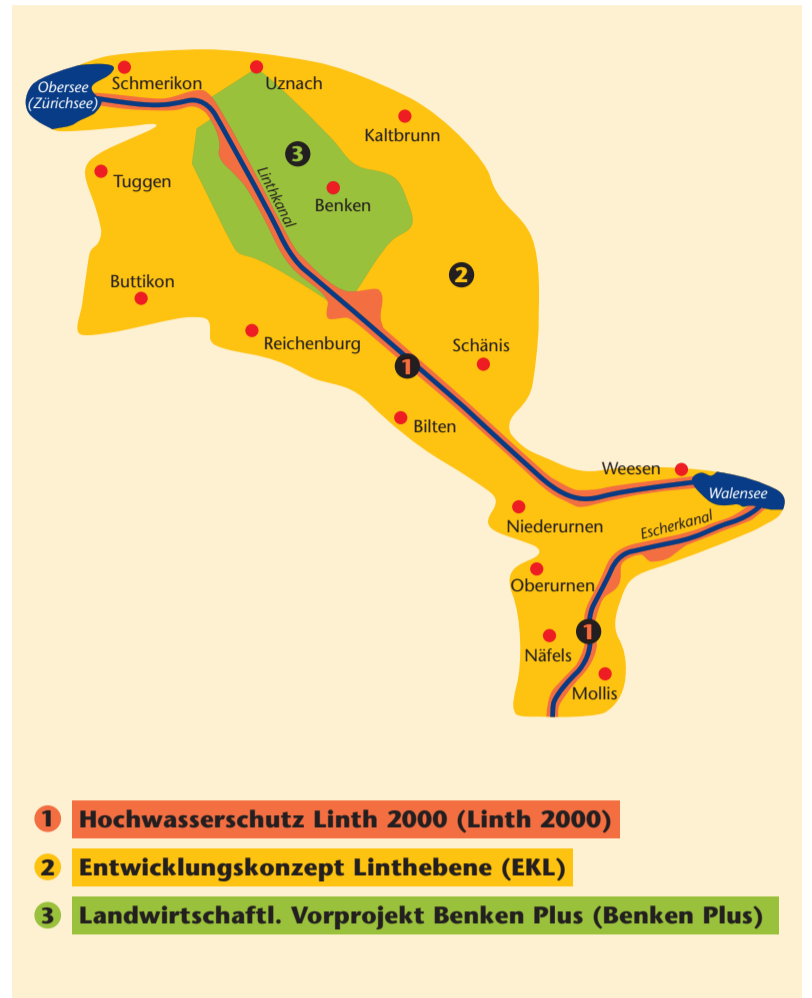 Obersee
(Zürichsee)
Schmerikon
Uznach
Kaltbrunn
3
Tuggen
Linthkanal
Benken
2
Buttikon
Reichenburg
Schänis
1
Bilten
Weesen
Walensee
Niederurnen
Escherkanal
Oberurnen
1
Näfels
Mollis
1 Hochwasserschutz Linth 2000 (Linth 2000)
2 Entwicklungskonzept Linthebene (EKL)
3 Landwirtschaftl. Vorprojekt Benken Plus (Benken Plus)